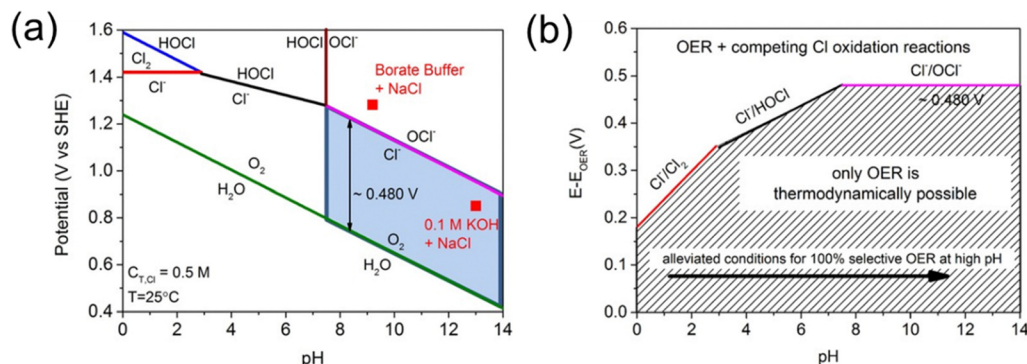 (a)
1.6
1.4
1.2
1.0
0.8
0.6
0.4
Potential (V vs SHE)
HOCl
Cl₂
Cl⁻
HOCl
Cl⁻
HOCl OCl⁻
Borate Buffer
+ NaCl
OCl⁻
Cl⁻
O₂
H₂O
~ 0.480 V
0.1 M KOH
+ NaCl
O₂
H₂O
C_T,Cl = 0.5 M
T=25°C
0 2 4 6 8 10 12 14
pH
(b)
0.6
0.5
0.4
0.3
0.2
0.1
0.0
E-E_OER(V)
OER + competing Cl oxidation reactions
Cl⁻/OCl⁻
~ 0.480 V
Cl⁻/HOCl
Cl⁻/Cl₂
only OER is
thermodynamically possible
alleviated conditions for 100% selective OER at high pH
0 2 4 6 8 10 12 14
pH